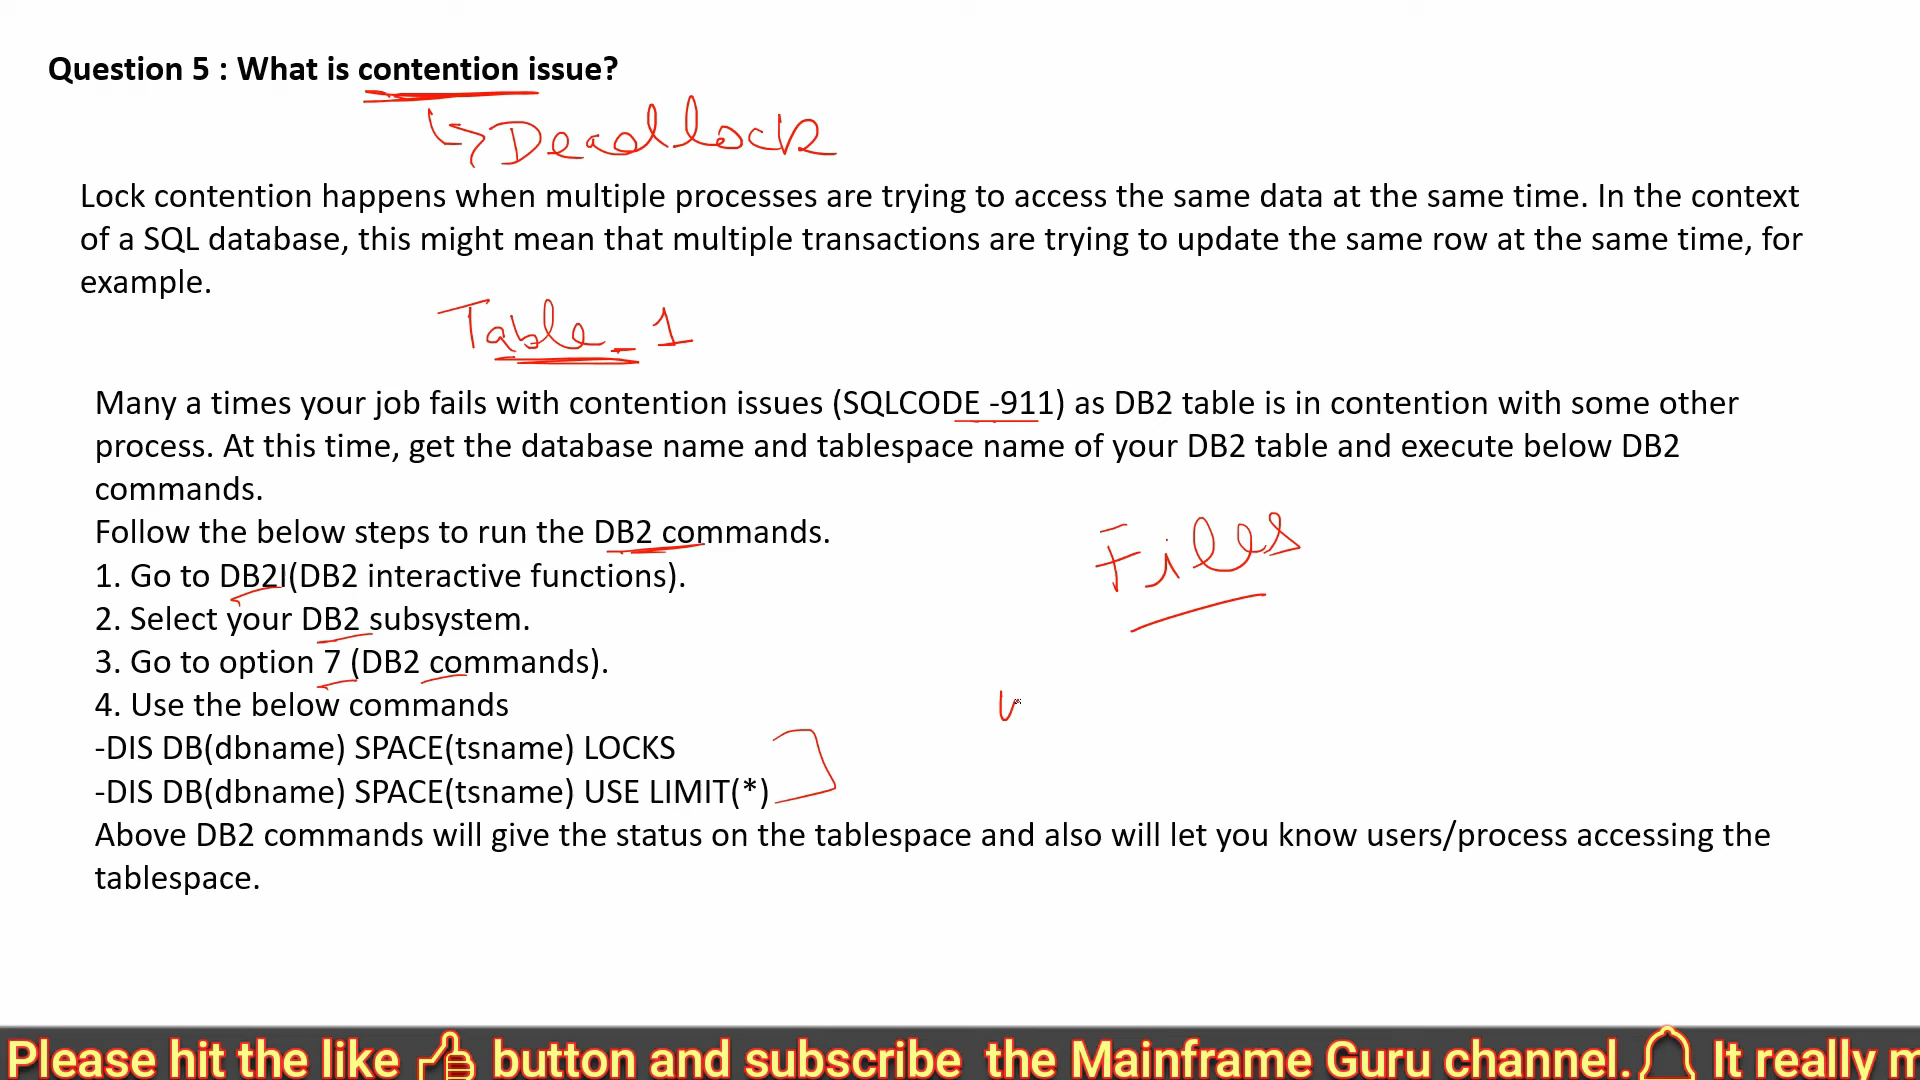 Question 5 : What is contention issue?
Deadlock
Lock contention happens when multiple processes are trying to access the same data at the same time. In the context
of a SQL database, this might mean that multiple transactions are trying to update the same row at the same time, for
example.
Table_1
Many a times your job fails with contention issues (SQLCODE -911) as DB2 table is in contention with some other
process. At this time, get the database name and tablespace name of your DB2 table and execute below DB2
commands.
Follow the below steps to run the DB2 commands.
Files
1. Go to DB2I(DB2 interactive functions).
2. Select your DB2 subsystem.
3. Go to option 7 (DB2 commands).
4. Use the below commands
-DIS DB(dbname) SPACE(tsname) LOCKS
-DIS DB(dbname) SPACE(tsname) USE LIMIT(*)
Above DB2 commands will give the status on the tablespace and also will let you know users/process accessing the
tablespace.
Please hit the like button and subscribe the Mainframe Guru channel. It really m